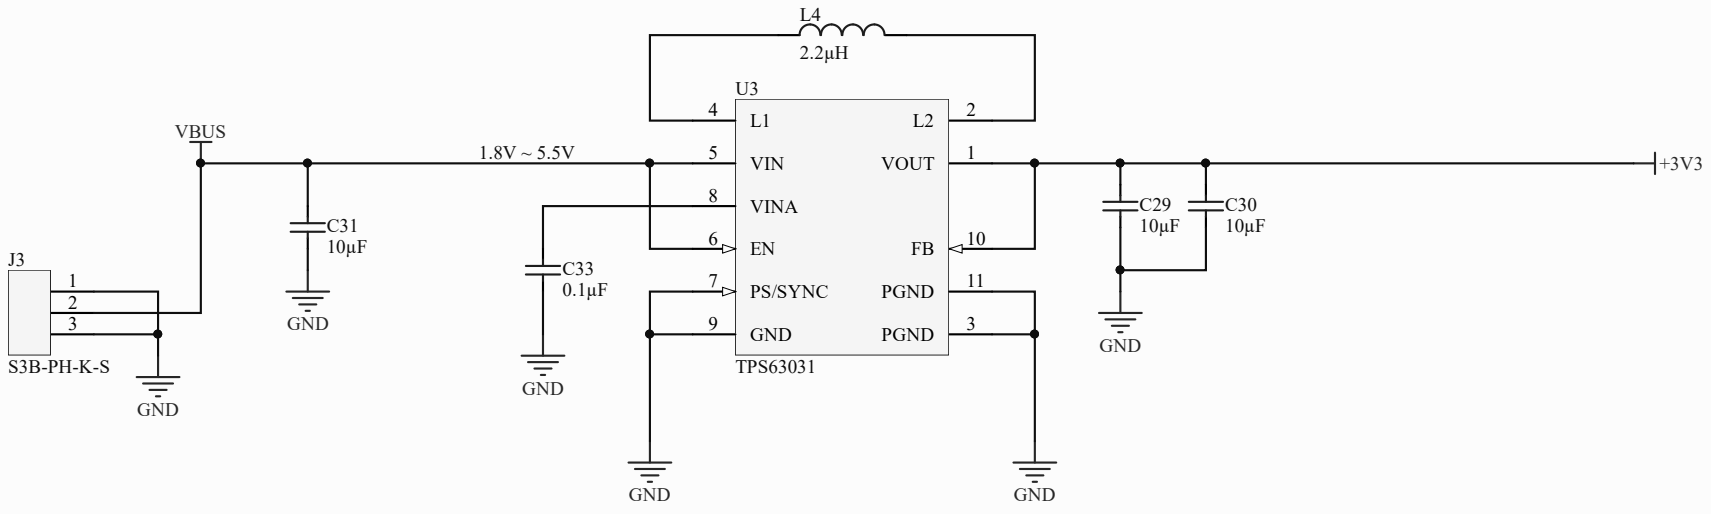 L4
2.2µH
U3
4
L1
L2
2
VBUS
1.8V ~ 5.5V
5
VIN
VOUT
1
+3V3
8
VINA
C29
10µF
C30
10µF
C31
10µF
6
EN
FB
10
J3
C33
0.1µF
1
2
3
7
PS/SYNC
PGND
11
GND
9
GND
PGND
3
GND
S3B-PH-K-S
TPS63031
GND
GND
GND
GND